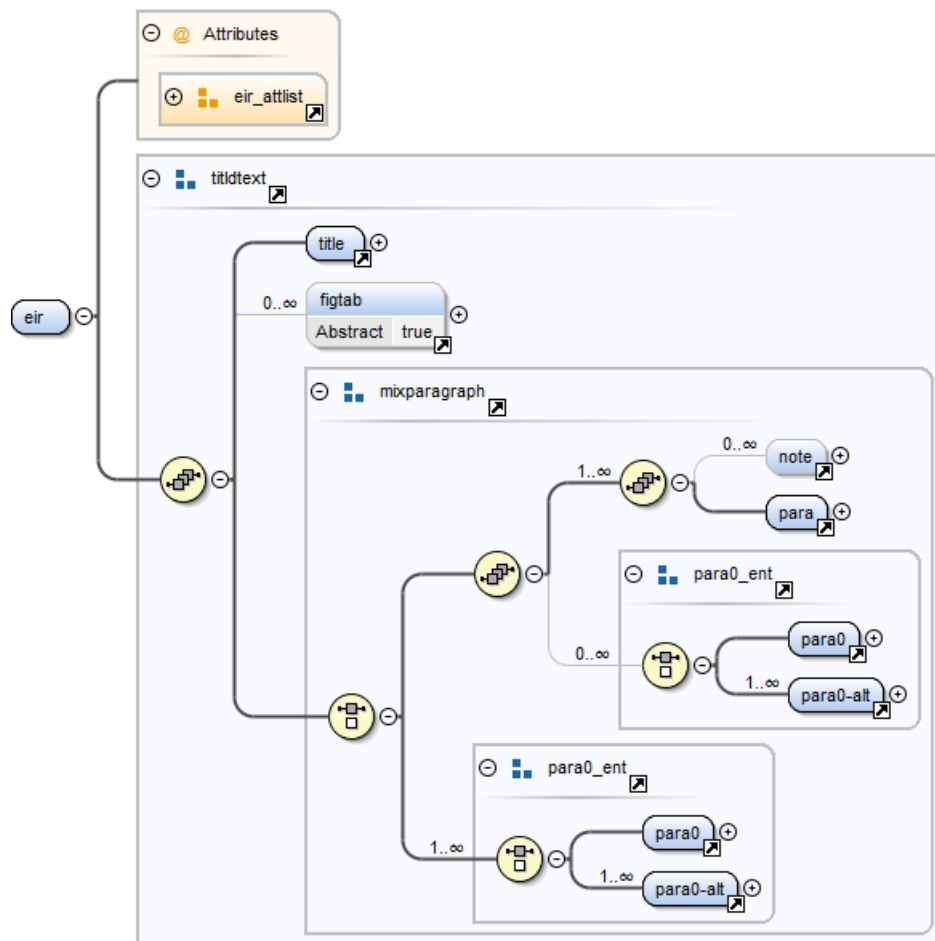 @ Attributes
eir_attlist
titldtext
title
0..∞
figtab
Abstract true
eir
mixparagraph
0..∞
note
1..∞
para
para0_ent
para0
0..∞
1..∞
para0-alt
para0_ent
para0
1..∞
1..∞
para0-alt